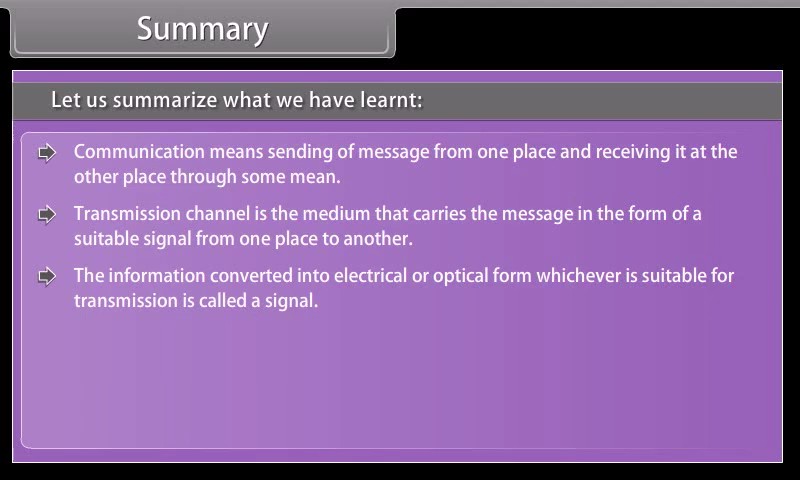 Summary
Let us summarize what we have learnt:
Communication means sending of message from one place and receiving it at the
other place through some mean.
Transmission channel is the medium that carries the message in the form of a
suitable signal from one place to another.
The information converted into electrical or optical form whichever is suitable for
transmission is called a signal.